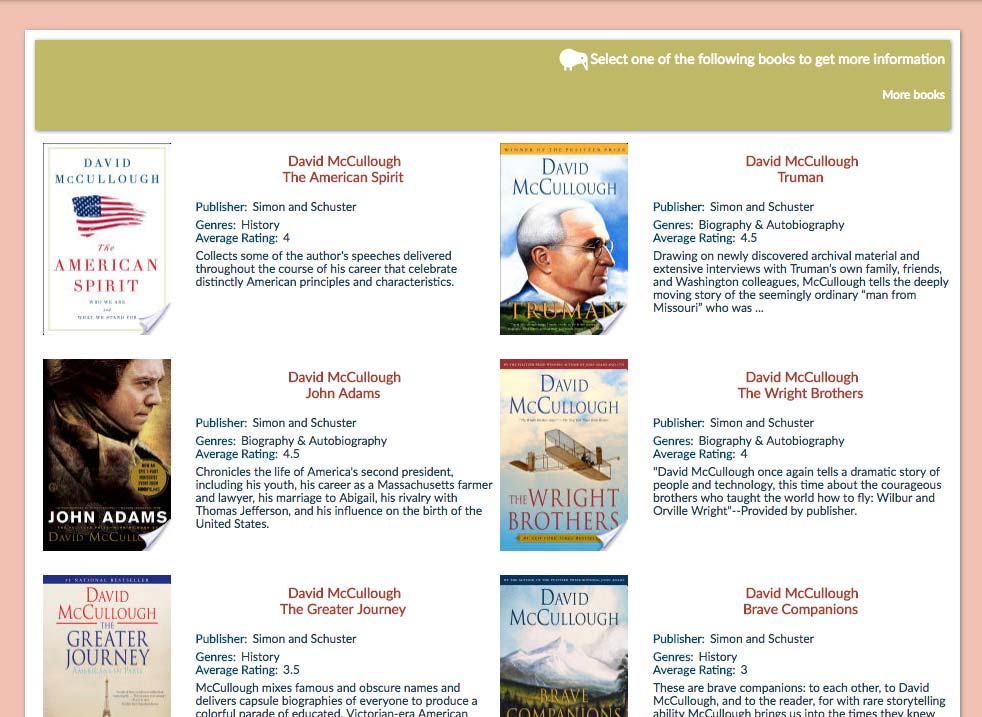 Select one of the following books to get more information
More books
DAVID
McCULLOUGH
The
AMERICAN
SPIRIT
WHO WE ARE
and
WHAT WE STAND FOR
David McCullough
The American Spirit
Publisher: Simon and Schuster
Genres: History
Average Rating: 4
Collects some of the author's speeches delivered
throughout the course of his career that celebrate
distinctly American principles and characteristics.
WINNER OF THE PULITZER PRIZE
DAVID
McCULLOUGH
TRUMAN
David McCullough
Truman
Publisher: Simon and Schuster
Genres: Biography & Autobiography
Average Rating: 4.5
Drawing on newly discovered archival material and
extensive interviews with Truman's own family, friends,
and Washington colleagues, McCullough tells the deeply
moving story of the seemingly ordinary “man from
Missouri” who was ...
JOHN ADAMS
DAVID McCULL
David McCullough
John Adams
Publisher: Simon and Schuster
Genres: Biography & Autobiography
Average Rating: 4.5
Chronicles the life of America's second president,
including his youth, his career as a Massachusetts farmer
and lawyer, his marriage to Abigail, his rivalry with
Thomas Jefferson, and his influence on the birth of the
United States.
DAVID
McCULLOUGH
THE WRIGHT
BROTHERS
David McCullough
The Wright Brothers
Publisher: Simon and Schuster
Genres: Biography & Autobiography
Average Rating: 4
"David McCullough once again tells a dramatic story of
people and technology, this time about the courageous
brothers who taught the world how to fly: Wilbur and
Orville Wright"--Provided by publisher.
#1 NATIONAL BESTSELLER
DAVID
McCULLOUGH
THE
GREATER
JOURNEY
AMERICANS IN PARIS
David McCullough
The Greater Journey
Publisher: Simon and Schuster
Genres: Biography & Autobiography
Average Rating: 3.5
McCullough mixes famous and obscure names and
delivers capsule biographies of everyone to produce a
colorful parade of educated, Victorian-era American
DAVID
McCULLOUGH
BRAVE
COMPANIONS
David McCullough
Brave Companions
Publisher: Simon and Schuster
Genres: History
Average Rating: 3
These are brave companions: to each other, to David
McCullough, and to the reader, for with rare storytelling
ability McCullough brings us into the times they knew